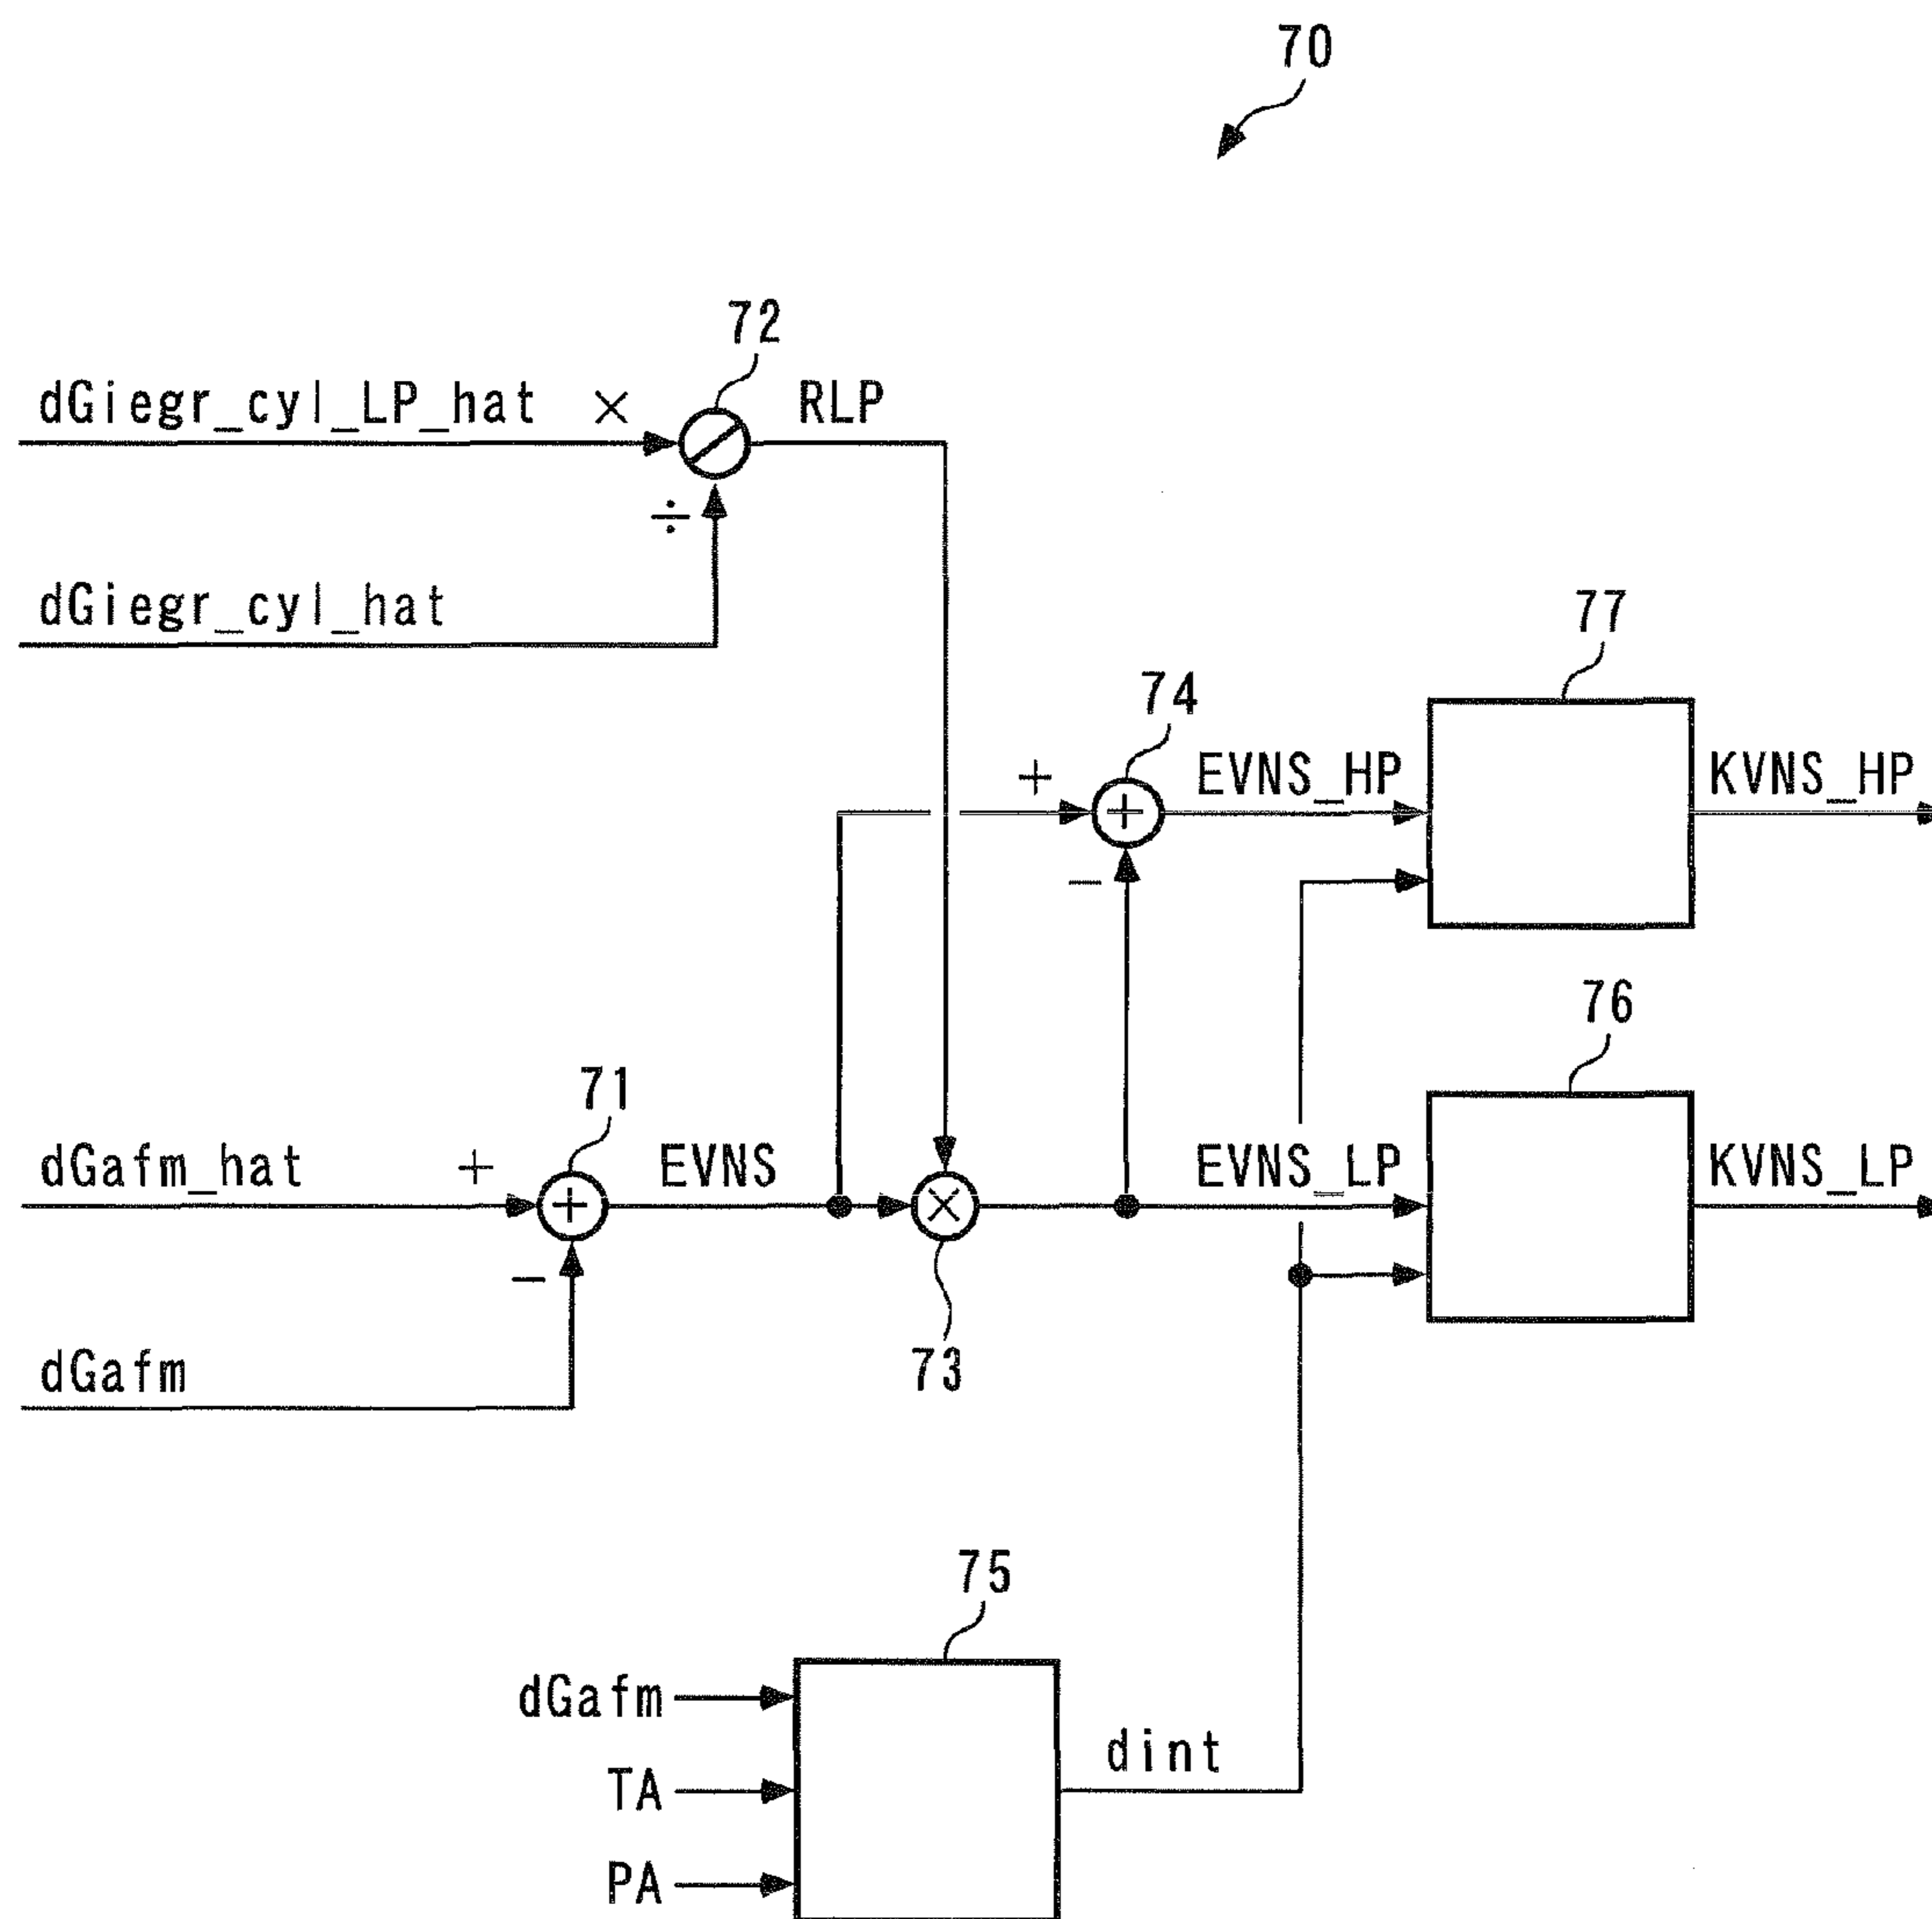 70
72
dGiegr_cyl_LP_hat × RLP
÷
dGiegr_cyl_hat
77
74
+ EVNS_HP KVNS_HP
+
−
76
71
dGafm_hat + EVNS EVNS_LP KVNS_LP
+ ×
−
73
dGafm
75
dGafm
dint
TA
PA